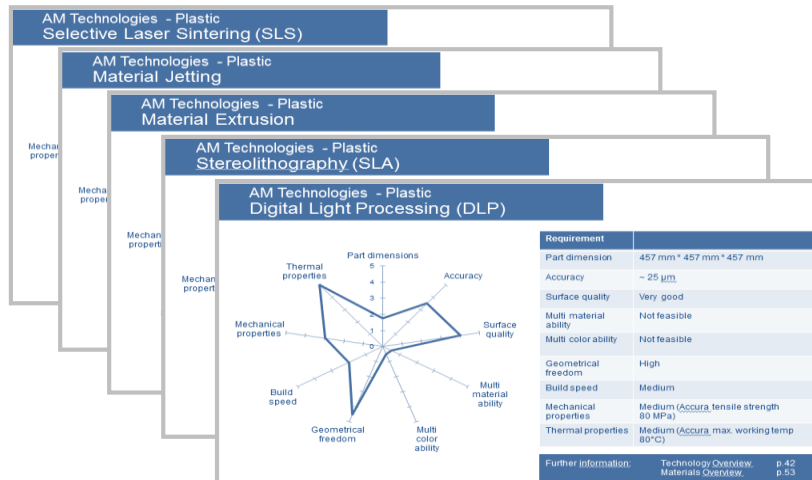 AM Technologies - Plastic
Selective Laser Sintering (SLS)
AM Technologies - Plastic
Material Jetting
AM Technologies - Plastic
Material Extrusion
AM Technologies - Plastic
Stereolithography (SLA)
AM Technologies - Plastic
Digital Light Processing (DLP)
Mechanical
proper
Mecha
prope
Mechan
prope
Mechan
prope
Part dimensions
5
4
3
2
1
0
Accuracy
Surface
quality
Multi
material
ability
Multi
color
ability
Geometrical
freedom
Build
speed
Mechanical
properties
Thermal
properties
Requirement
Part dimension 457 mm * 457 mm * 457 mm
Accuracy ~ 25 µm
Surface quality Very good
Multi material
ability Not feasible
Multi color ability Not feasible
Geometrical
freedom High
Build speed Medium
Mechanical
properties Medium (Accura tensile strength
80 MPa)
Thermal properties Medium (Accura max. working temp
80°C)
Further information: Technology Overview p.42
Materials Overview p.53